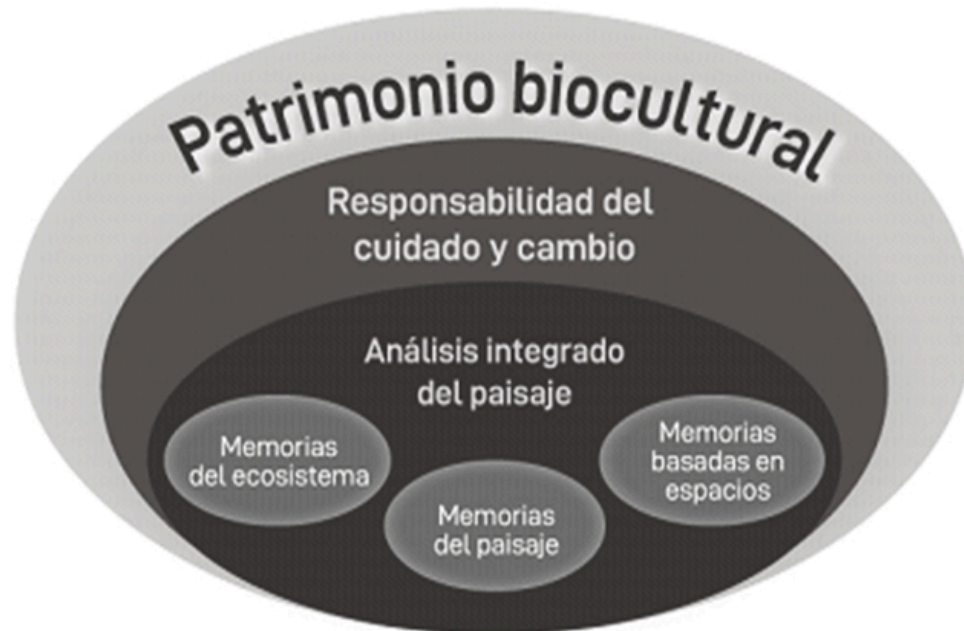 Patrimonio biocultural
Responsabilidad del
cuidado y cambio
Análisis integrado
del paisaje
Memorias
del ecosistema
Memorias
del paisaje
Memorias
basadas en
espacios